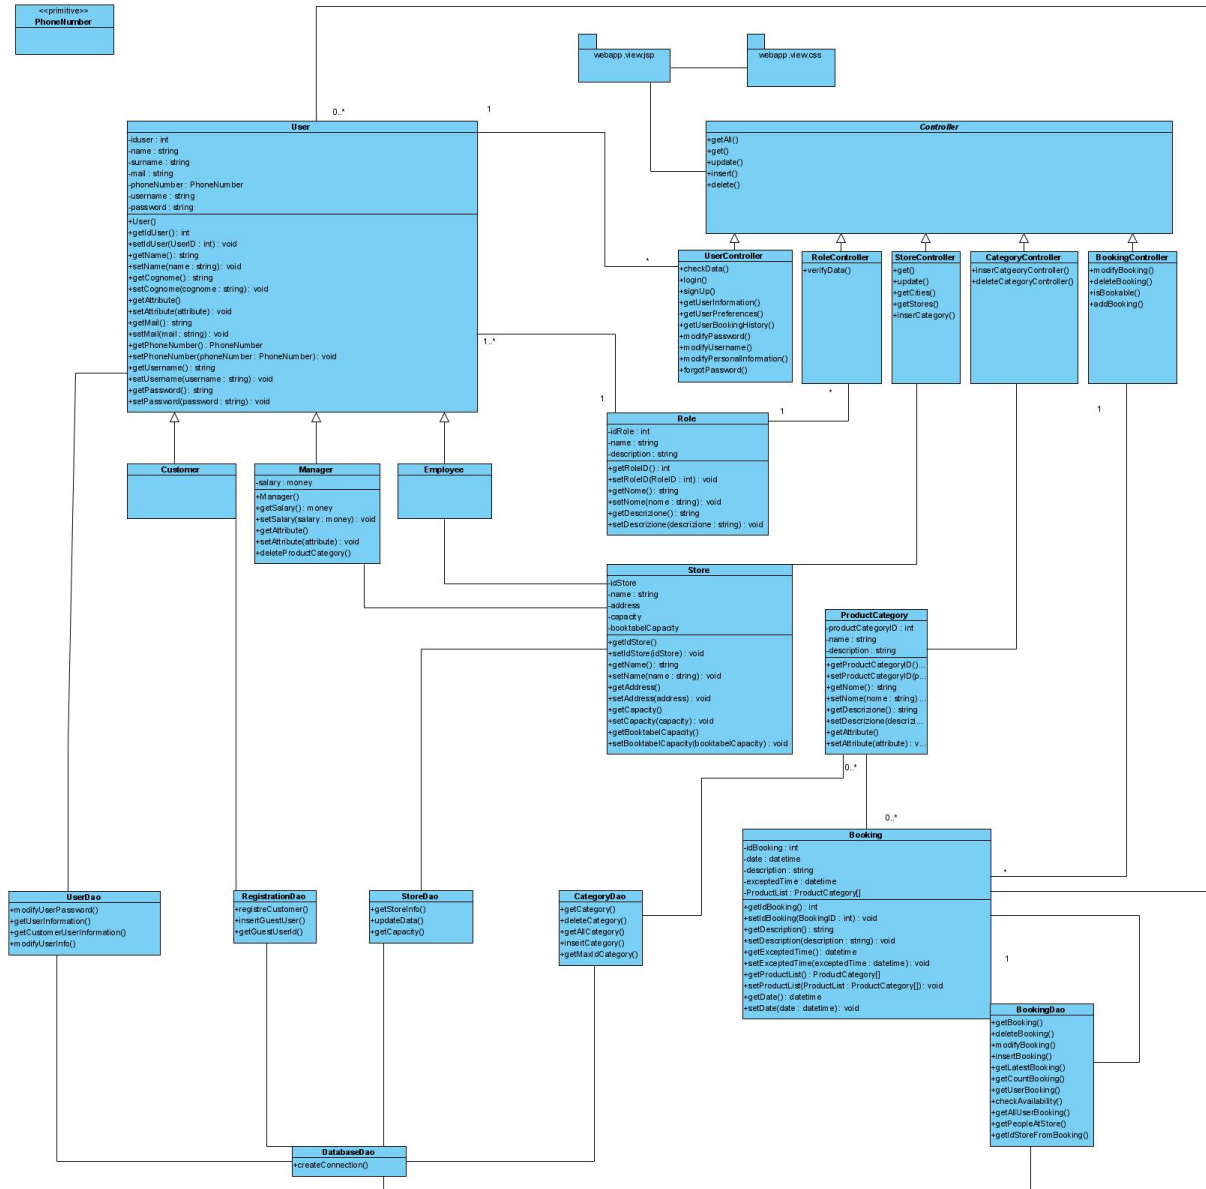 <<primitive>>
PhoneNumber
webapp.view.jsp
webapp.view.css
0..*
1
User
-iduser : int
-name : string
-surname : string
-mail : string
-phoneNumber : PhoneNumber
-username : string
-password : string
+User()
+getIdUser() : int
+setIdUser(UserID : int) : void
+getName() : string
+setName(name : string) : void
+getCognome() : string
+setCognome(cognome : string) : void
+getAttribute()
+setAttribute(attribute) : void
+getMail() : string
+setMail(mail : string) : void
+getPhoneNumber() : PhoneNumber
+setPhoneNumber(phoneNumber : PhoneNumber) : void
+getUsername() : string
+setUsername(username : string) : void
+getPassword() : string
+setPassword(password : string) : void
Controller
+getAll()
+get()
+update()
+insert()
+delete()
*
UserController
+checkData()
+login()
+signUp()
+getUserInformation()
+getUserPreferences()
+getUserBookingHistory()
+modifyPassword()
+modifyUsername()
+modifyPersonalInformation()
+forgotPassword()
RoleController
+verifyData()
StoreController
+get()
+update()
+getCities()
+getStores()
+inserCategory()
CategoryController
+inserCatgeoryController()
+deleteCategoryController()
BookingController
+modifyBooking()
+deleteBooking()
+isBookable()
+addBooking()
1..*
1
1
*
1
Role
-idRole : int
-name : string
-description : string
+getRoleID() : int
+setRoleID(RoleID : int) : void
+getNome() : string
+setNome(nome : string) : void
+getDescrizione() : string
+setDescrizione(descrizione : string) : void
Customer
Manager
-salary : money
+Manager()
+getSalary() : money
+setSalary(salary : money) : void
+getAttribute()
+setAttribute(attribute) : void
+deleteProductCategory()
Employee
Store
-idStore
-name : string
-address
-capacity
-booktabelCapacity
+getIdStore()
+setIdStore(idStore) : void
+getName() : string
+setName(name : string) : void
+getAddress()
+setAddress(address) : void
+getCapacity()
+setCapacity(capacity) : void
+getBooktabelCapacity()
+setBooktabelCapacity(booktabelCapacity) : void
ProductCategory
-productCategoryID : int
-name : string
-description : string
+getProductCategoryID()...
+setProductCategoryID(p...
+getNome() : string
+setNome(nome : string) ...
+getDescrizione() : string
+setDescrizione(descrizi...
+getAttribute()
+setAttribute(attribute) : v...
0..*
0..*
*
1
Booking
-idBooking : int
-date : datetime
-description : string
-exceptedTime : datetime
-ProductList : ProductCategory[]
+getIdBooking() : int
+setIdBooking(BookingID : int) : void
+getDescription() : string
+setDescription(description : string) : void
+getExceptedTime() : datetime
+setExceptedTime(exceptedTime : datetime) : void
+getProductList() : ProductCategory[]
+setProductList(ProductList : ProductCategory[]) : void
+getDate() : datetime
+setDate(date : datetime) : void
UserDao
+modifyUserPassword()
+getUserInformation()
+getCustomerUserInformation()
+modifyUserInfo()
RegistrationDao
+registreCustomer()
+insertGuestUser()
+getGuestUserId()
StoreDao
+getStoreInfo()
+updateData()
+getCapacity()
CategoryDao
+getCategory()
+deleteCategory()
+getAllCategory()
+insertCategory()
+getMaxIdCategory()
BookingDao
+getBooking()
+deleteBooking()
+modifyBooking()
+insertBooking()
+getLatestBooking()
+getCountBooking()
+getUserBooking()
+checkAvailability()
+getAllUserBooking()
+getPeopleAtStore()
+getIdStoreFromBooking()
DatabaseDao
+createConnection()